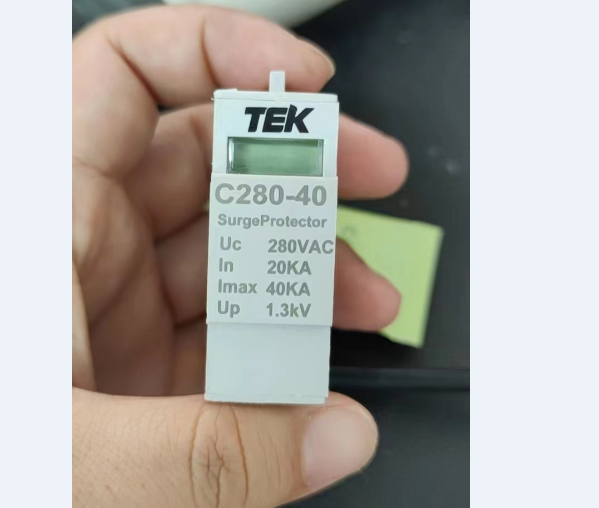 TEK
C280-40
SurgeProtector
Uc 280VAC
In 20KA
Imax 40KA
Up 1.3kV